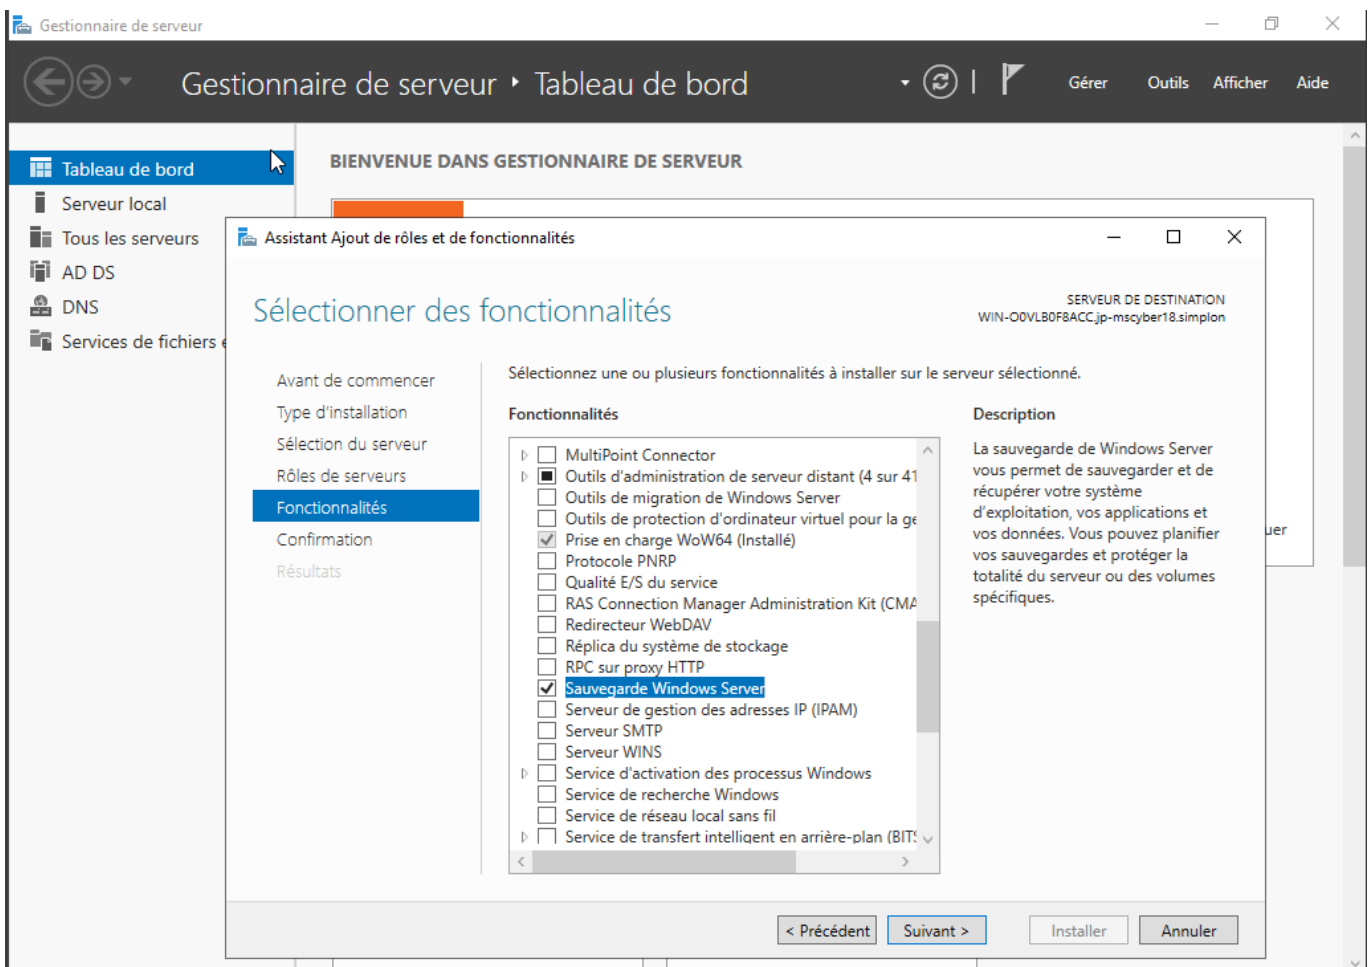 Gestionnaire de serveur
Gestionnaire de serveur ‣ Tableau de bord
Gérer Outils Afficher Aide
Tableau de bord
Serveur local
Tous les serveurs
AD DS
DNS
Services de fichiers e
BIENVENUE DANS GESTIONNAIRE DE SERVEUR
Assistant Ajout de rôles et de fonctionnalités
Sélectionner des fonctionnalités
SERVEUR DE DESTINATION
WIN-O0VLB0F8ACC.jp-mscyber18.simplon
Avant de commencer
Type d'installation
Sélection du serveur
Rôles de serveurs
Fonctionnalités
Confirmation
Résultats
Sélectionnez une ou plusieurs fonctionnalités à installer sur le serveur sélectionné.
Fonctionnalités
MultiPoint Connector
Outils d'administration de serveur distant (4 sur 41
Outils de migration de Windows Server
Outils de protection d'ordinateur virtuel pour la ge
Prise en charge WoW64 (Installé)
Protocole PNRP
Qualité E/S du service
RAS Connection Manager Administration Kit (CMA
Redirecteur WebDAV
Réplica du système de stockage
RPC sur proxy HTTP
Sauvegarde Windows Server
Serveur de gestion des adresses IP (IPAM)
Serveur SMTP
Serveur WINS
Service d'activation des processus Windows
Service de recherche Windows
Service de réseau local sans fil
Service de transfert intelligent en arrière-plan (BITS
Description
La sauvegarde de Windows Server
vous permet de sauvegarder et de
récupérer votre système
d'exploitation, vos applications et
vos données. Vous pouvez planifier
vos sauvegardes et protéger la
totalité du serveur ou des volumes
spécifiques.
uer
< Précédent
Suivant >
Installer
Annuler